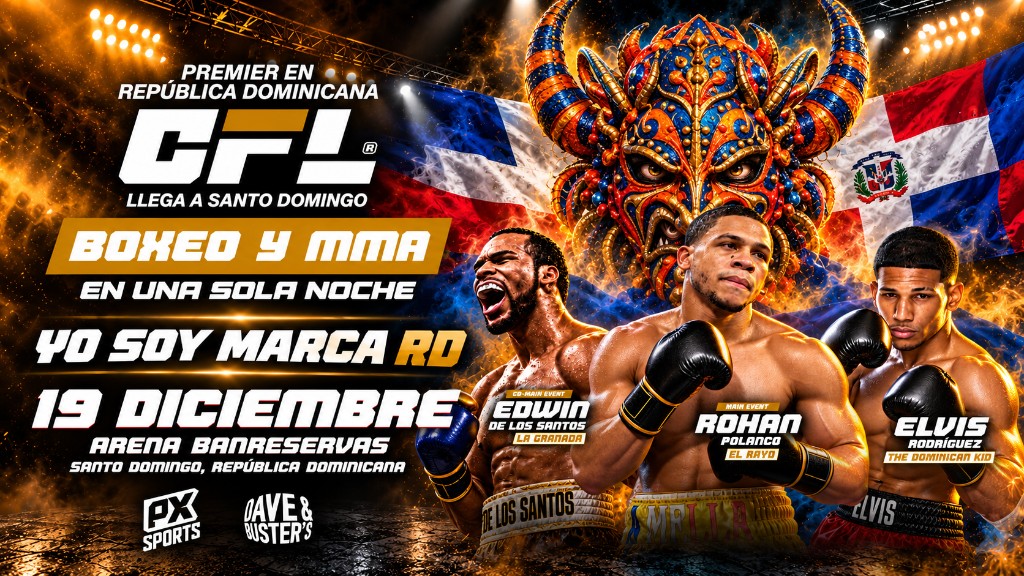 PREMIER EN
REPÚBLICA DOMINICANA
CFL®
LLEGA A SANTO DOMINGO
BOXEO Y MMA
EN UNA SOLA NOCHE
YO SOY MARCA RD
19 DICIEMBRE
ARENA BANRESERVAS
SANTO DOMINGO, REPÚBLICA DOMINICANA
PX
SPORTS
DAVE &
BUSTER'S
CO-MAIN EVENT
EDWIN
DE LOS SANTOS
LA GRANADA
MAIN EVENT
ROHAN
POLANCO
EL RAYO
ELVIS
RODRÍGUEZ
THE DOMINICAN KID
DE LOS SANTOS
ELVIS